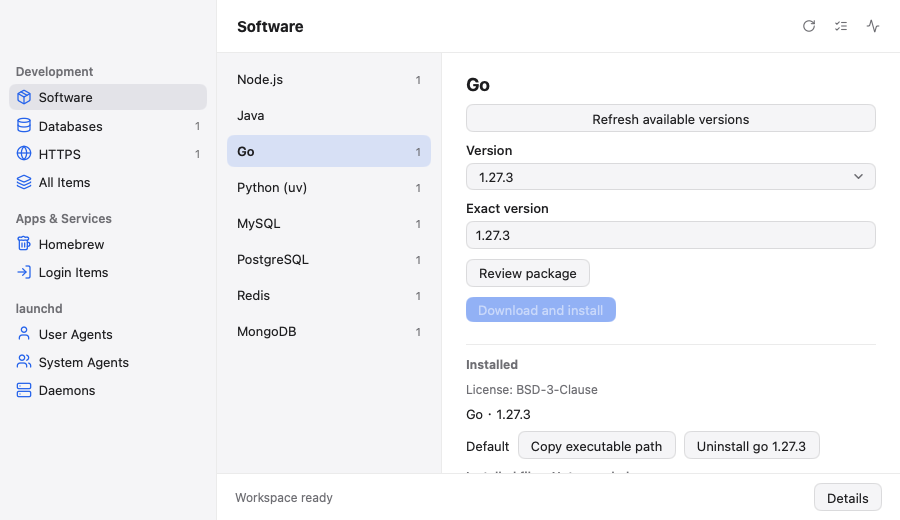 Software
Development
Software
Databases 1
HTTPS 1
All Items
Apps & Services
Homebrew
Login Items
launchd
User Agents
System Agents
Daemons
Node.js 1
Java
Go 1
Python (uv) 1
MySQL 1
PostgreSQL 1
Redis 1
MongoDB 1
Go
Refresh available versions
Version
1.27.3
Exact version
1.27.3
Review package
Download and install
Installed
License: BSD-3-Clause
Go · 1.27.3
Default Copy executable path Uninstall go 1.27.3
Workspace ready
Details